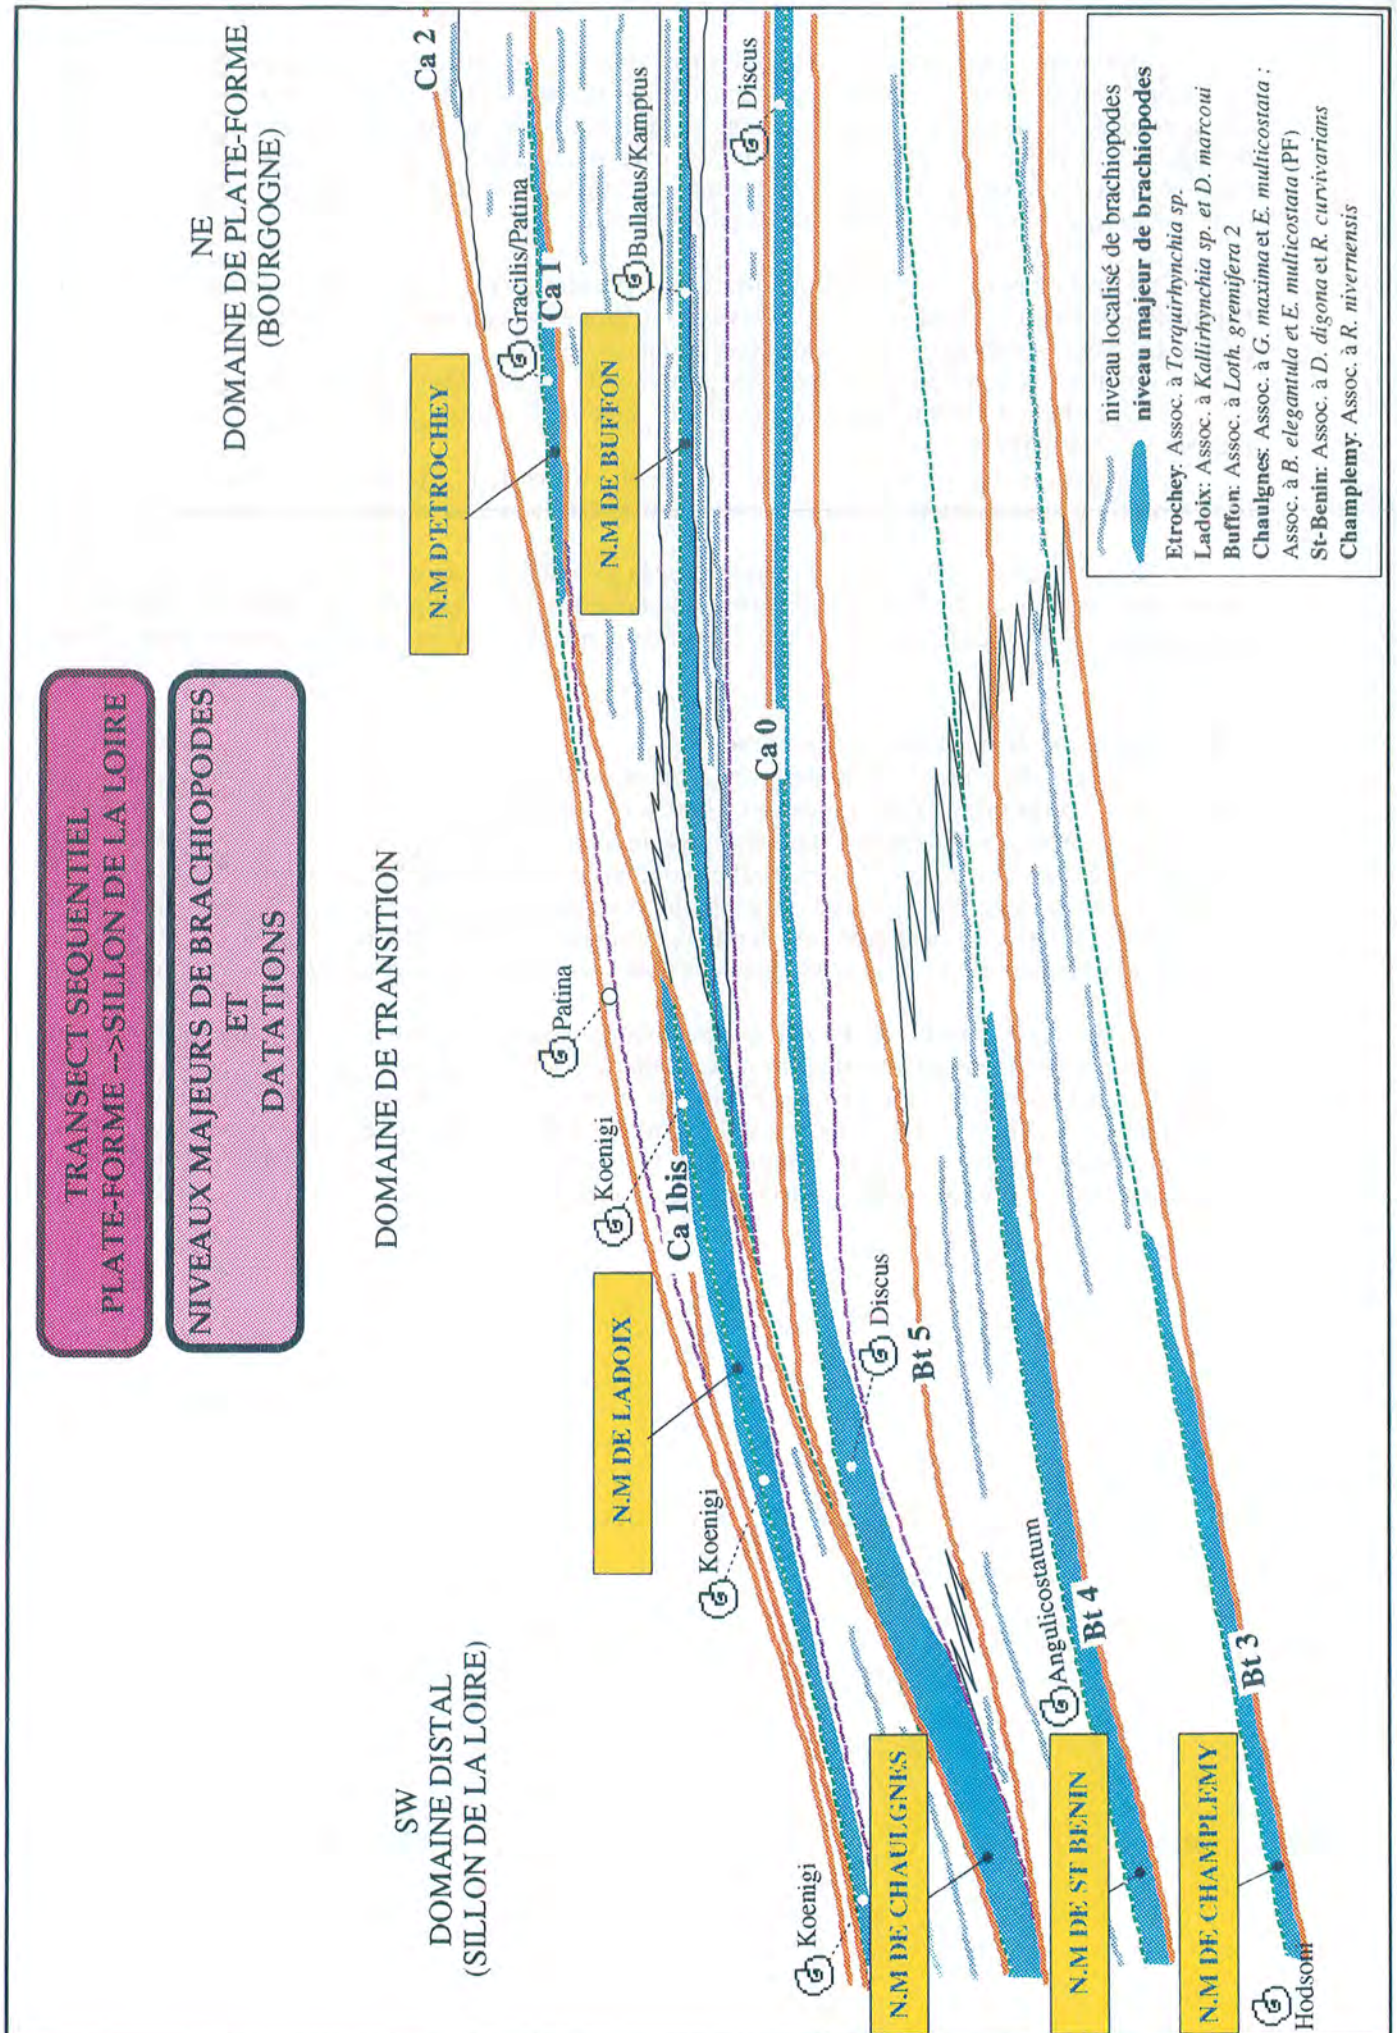 TRANSECT SEQUENTIEL
PLATE-FORME -->SILLON DE LA LOIRE
NIVEAUX MAJEURS DE BRACHIOPODES
ET
DATATIONS
SW
DOMAINE DISTAL
(SILLON DE LA LOIRE)
DOMAINE DE TRANSITION
NE
DOMAINE DE PLATE-FORME
(BOURGOGNE)
Ca 2
N.M D'ETROCHEY
Gracilis/Patina
Ca 1
Patina
N.M DE BUFFON
Bullatus/Kamptus
Koenigi
Ca 1bis
N.M DE LADOIX
Koenigi
Discus
Ca 0
Koenigi
Discus
Bt 5
N.M DE CHAULGNES
Angulicostatum
Bt 4
N.M DE ST BENIN
Bt 3
N.M DE CHAMPLEMY
Hodsoni
niveau localisé de brachiopodes
niveau majeur de brachiopodes
Etrochey: Assoc. à Torquirhynchia sp.
Ladoix: Assoc. à Kallirhynchia sp. et D. marcoui
Buffon: Assoc. à Loth. gremifera 2
Chaulgnes: Assoc. à G. maxima et E. multicostata :
Assoc. à B. elegantula et E. multicostata (PF)
St-Benin: Assoc. à D. digona et R. curvivarians
Champlemy: Assoc. à R. nivernensis